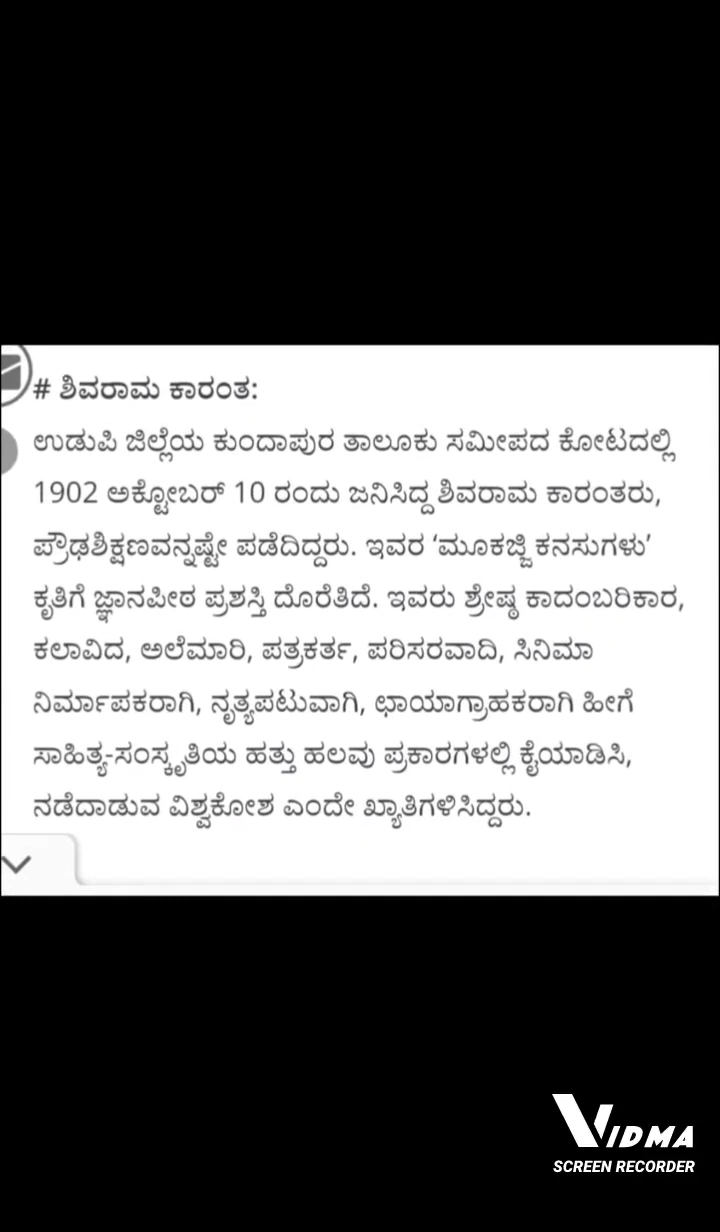 # ಶಿವರಾಮ ಕಾರಂತ:
ಉಡುಪಿ ಜಿಲ್ಲೆಯ ಕುಂದಾಪುರ ತಾಲೂಕು ಸಮೀಪದ ಕೋಟದಲ್ಲಿ
1902 ಅಕ್ಟೋಬರ್ 10 ರಂದು ಜನಿಸಿದ್ದ ಶಿವರಾಮ ಕಾರಂತರು,
ಪ್ರೌಢಶಿಕ್ಷಣವನ್ನಷ್ಟೇ ಪಡೆದಿದ್ದರು. ಇವರ ‘ಮೂಕಜ್ಜಿ ಕನಸುಗಳು’
ಕೃತಿಗೆ ಜ್ಞಾನಪೀಠ ಪ್ರಶಸ್ತಿ ದೊರೆತಿದೆ. ಇವರು ಶ್ರೇಷ್ಠ ಕಾದಂಬರಿಕಾರ,
ಕಲಾವಿದ, ಅಲೆಮಾರಿ, ಪತ್ರಕರ್ತ, ಪರಿಸರವಾದಿ, ಸಿನಿಮಾ
ನಿರ್ಮಾಪಕರಾಗಿ, ನೃತ್ಯಪಟುವಾಗಿ, ಛಾಯಾಗ್ರಾಹಕರಾಗಿ ಹೀಗೆ
ಸಾಹಿತ್ಯ-ಸಂಸ್ಕೃತಿಯ ಹತ್ತು ಹಲವು ಪ್ರಕಾರಗಳಲ್ಲಿ ಕೈಯಾಡಿಸಿ,
ನಡೆದಾಡುವ ವಿಶ್ವಕೋಶ ಎಂದೇ ಖ್ಯಾತಿಗಳಿಸಿದ್ದರು.
VIDMA
SCREEN RECORDER